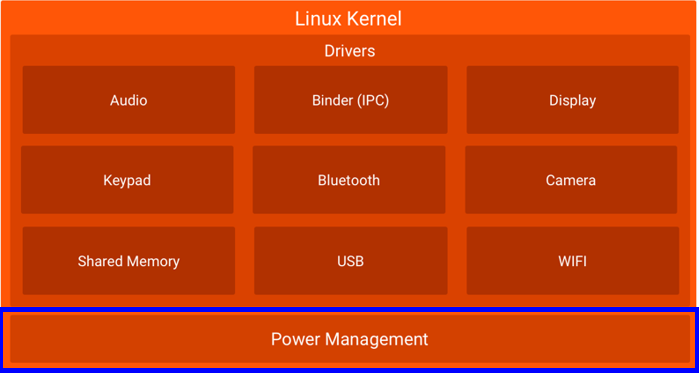 Linux Kernel
Drivers
Audio
Binder (IPC)
Display
Keypad
Bluetooth
Camera
Shared Memory
USB
WIFI
Power Management